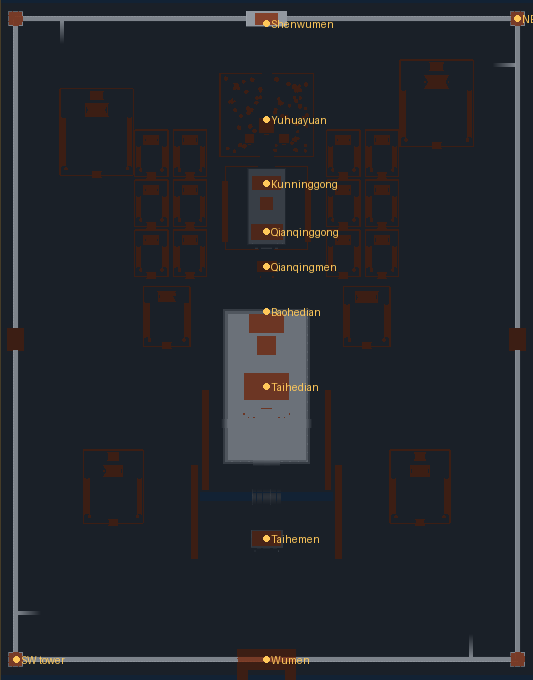 Shenwumen
NE
Yuhuayuan
Kunninggong
Qianqinggong
Qianqingmen
Baohedian
Taihedian
Taihemen
SW tower
Wumen